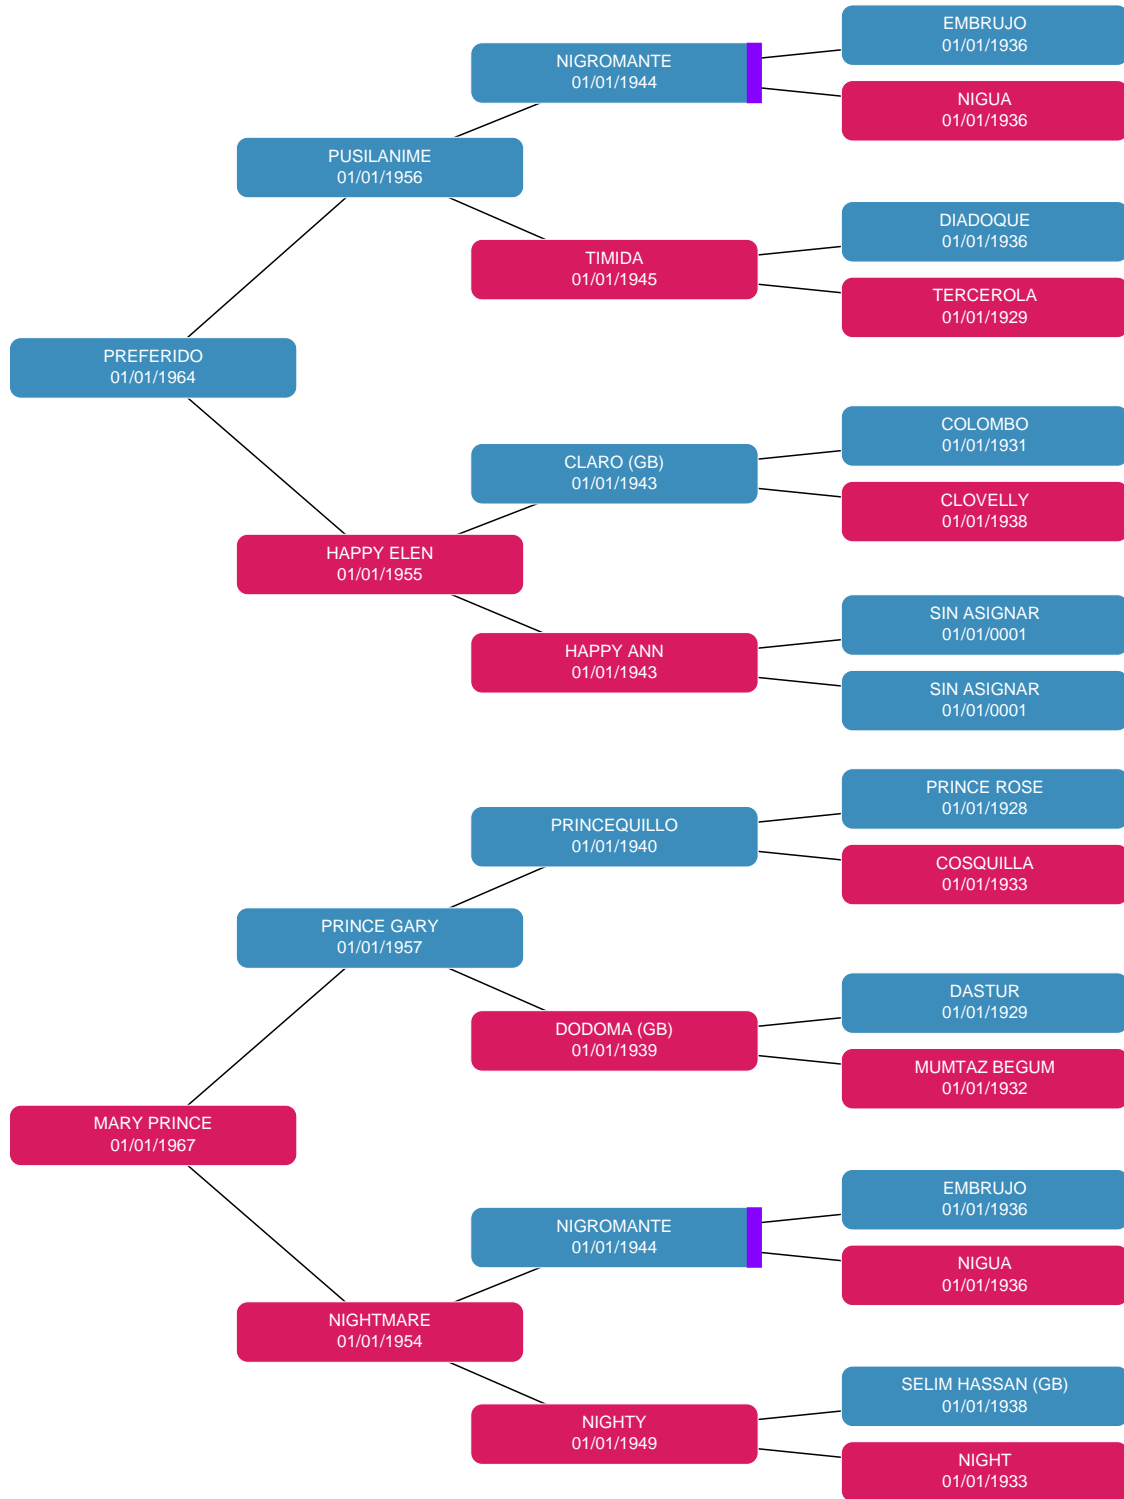 EMBRUJO
01/01/1936
NIGROMANTE
01/01/1944
NIGUA
01/01/1936
PUSILANIME
01/01/1956
DIADOQUE
01/01/1936
TIMIDA
01/01/1945
TERCEROLA
01/01/1929
PREFERIDO
01/01/1964
COLOMBO
01/01/1931
CLARO (GB)
01/01/1943
CLOVELLY
01/01/1938
HAPPY ELEN
01/01/1955
SIN ASIGNAR
01/01/0001
HAPPY ANN
01/01/1943
SIN ASIGNAR
01/01/0001
PRINCE ROSE
01/01/1928
PRINCEQUILLO
01/01/1940
COSQUILLA
01/01/1933
PRINCE GARY
01/01/1957
DASTUR
01/01/1929
DODOMA (GB)
01/01/1939
MUMTAZ BEGUM
01/01/1932
MARY PRINCE
01/01/1967
EMBRUJO
01/01/1936
NIGROMANTE
01/01/1944
NIGUA
01/01/1936
NIGHTMARE
01/01/1954
SELIM HASSAN (GB)
01/01/1938
NIGHTY
01/01/1949
NIGHT
01/01/1933